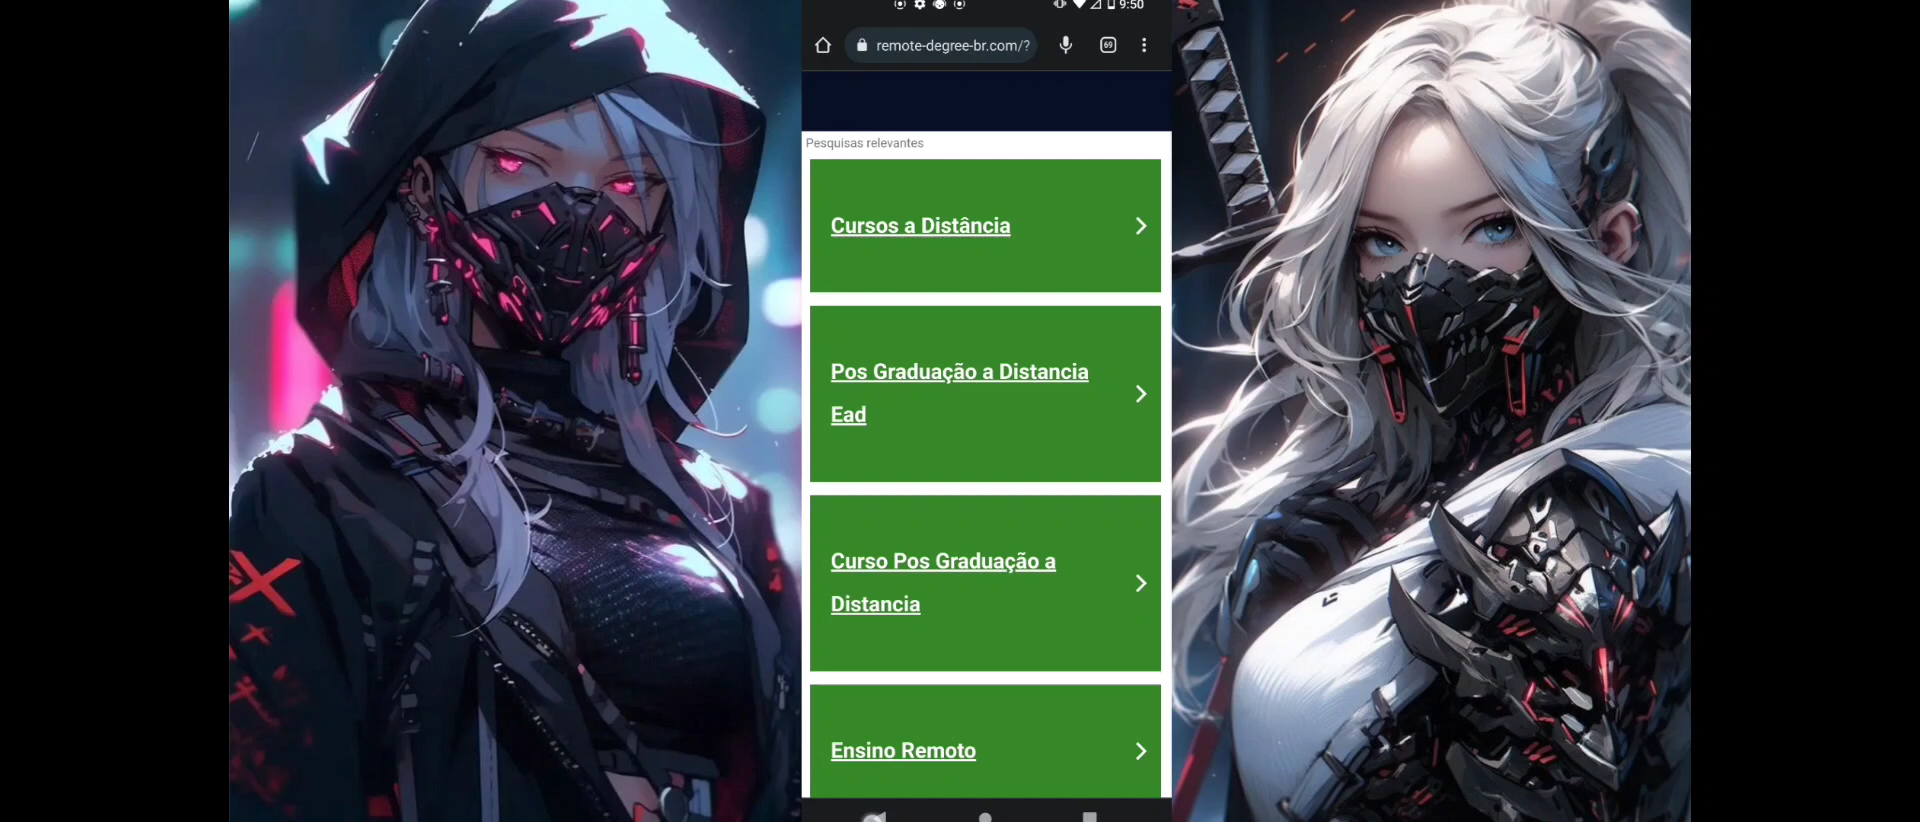 9:50
remote-degree-br.com/?
69
Pesquisas relevantes
Cursos a Distância
Pos Graduação a Distancia
Ead
Curso Pos Graduação a
Distancia
Ensino Remoto